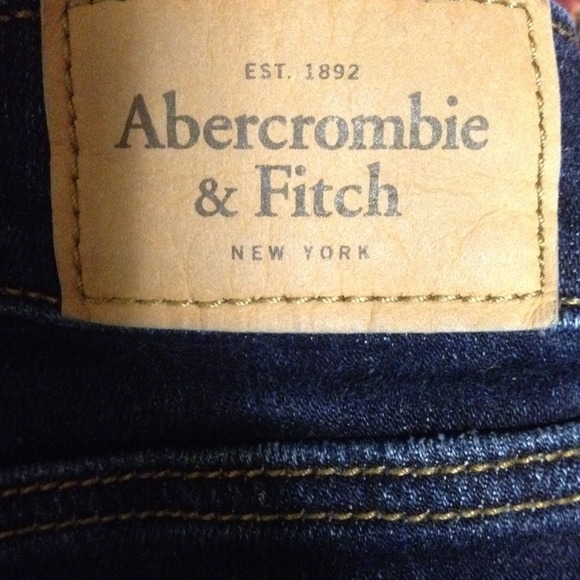 EST. 1892
Abercrombie
& Fitch
NEW YORK